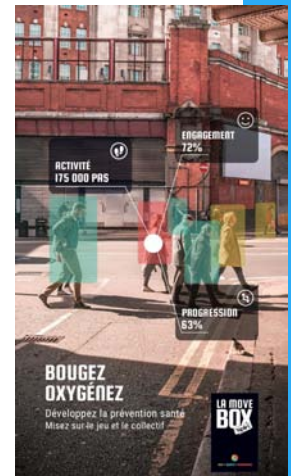 ENGAGEMENT
72%
ACTIVITÉ
175 000 PAS
PROGRESSION
63%
BOUGEZ
OXYGÉNEZ
Développez la prévention santé
Misez sur le jeu et le collectif
LA MOVE
BOX